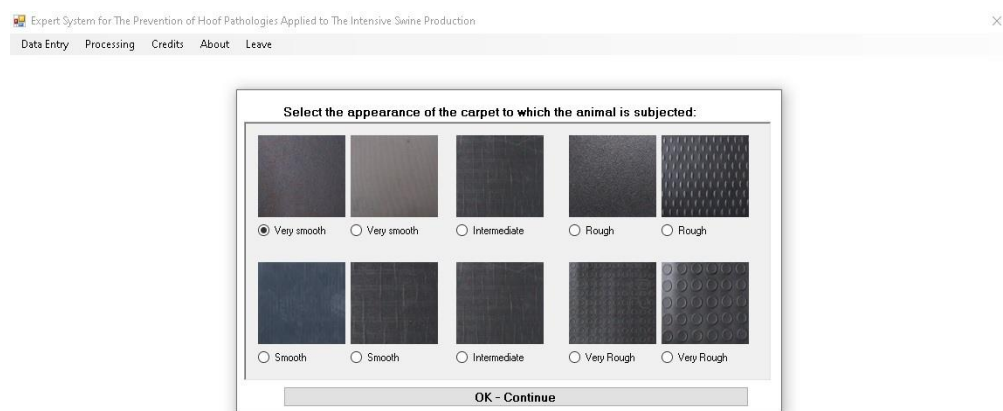 Expert System for The Prevention of Hoof Pathologies Applied to The Intensive Swine Production
Data Entry Processing Credits About Leave
Select the appearance of the carpet to which the animal is subjected:
Very smooth Very smooth Intermediate Rough Rough
Smooth Smooth Intermediate Very Rough Very Rough
OK - Continue